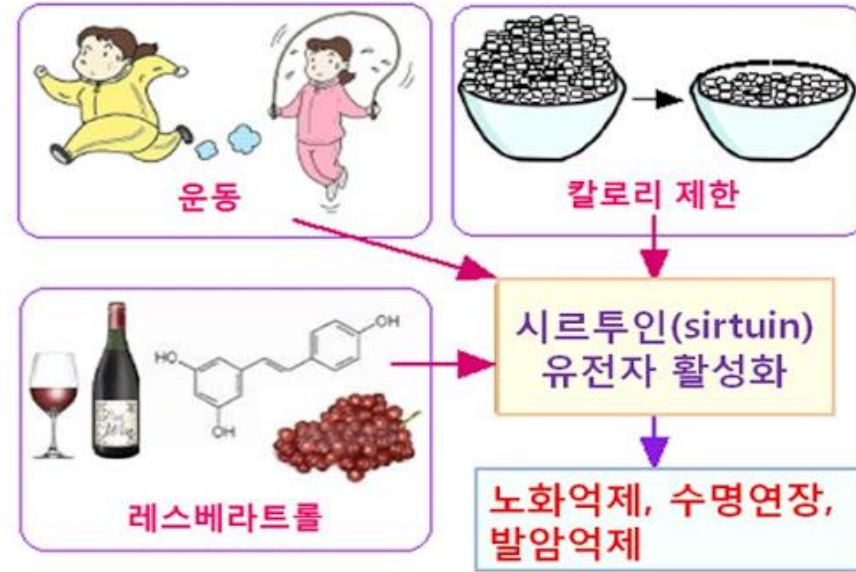 운동
칼로리 제한
시르투인(sirtuin)
유전자 활성화
OH
HO
OH
레스베라트롤
노화억제, 수명연장,
발암억제